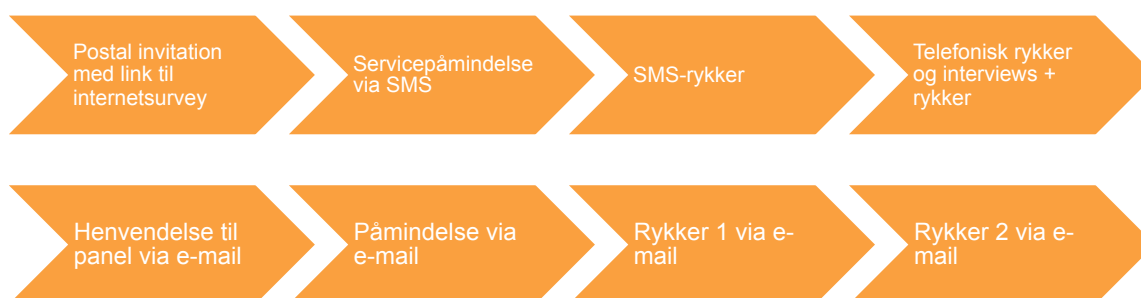 Postal invitation
med link til
internetsurvey
Servicepåmindelse
via SMS
SMS-rykker
Telefonisk rykker
og interviews +
rykker
Henvendelse til
panel via e-mail
Påmindelse via
e-mail
Rykker 1 via e-
mail
Rykker 2 via e-
mail